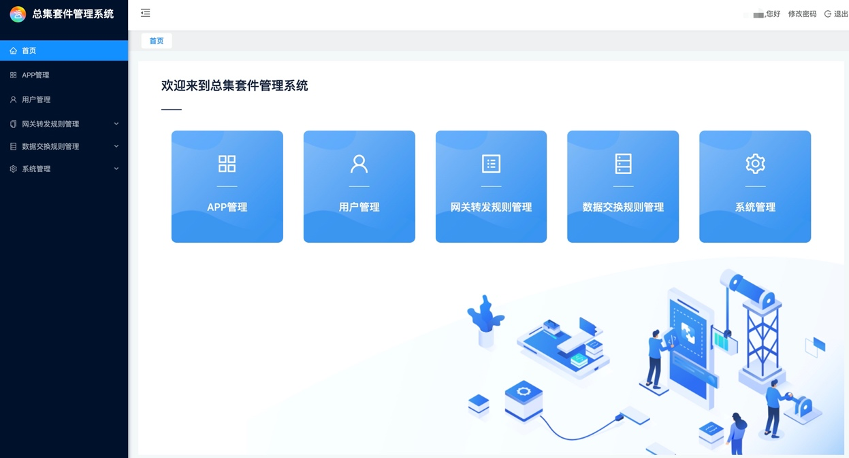 总集套件管理系统
,您好 修改密码 退出
首页
首页
APP管理
用户管理
网关转发规则管理
数据交换规则管理
系统管理
欢迎来到总集套件管理系统
APP管理
用户管理
网关转发规则管理
数据交换规则管理
系统管理